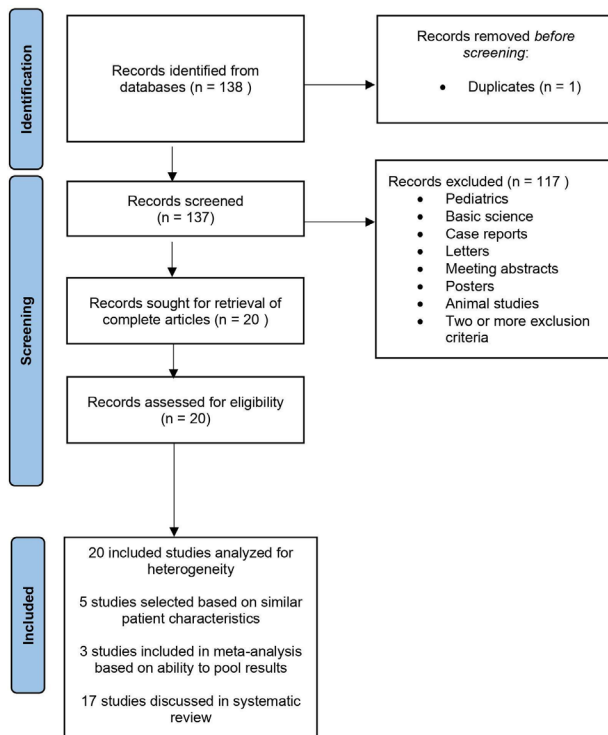 Identification
Records identified from
databases (n = 138 )
Records removed before
screening:
• Duplicates (n = 1)
Screening
Records screened
(n = 137)
Records excluded (n = 117 )
• Pediatrics
• Basic science
• Case reports
• Letters
• Meeting abstracts
• Posters
• Animal studies
• Two or more exclusion
criteria
Records sought for retrieval of
complete articles (n = 20 )
Records assessed for eligibility
(n = 20)
Included
20 included studies analyzed for
heterogeneity
5 studies selected based on similar
patient characteristics
3 studies included in meta-analysis
based on ability to pool results
17 studies discussed in systematic
review